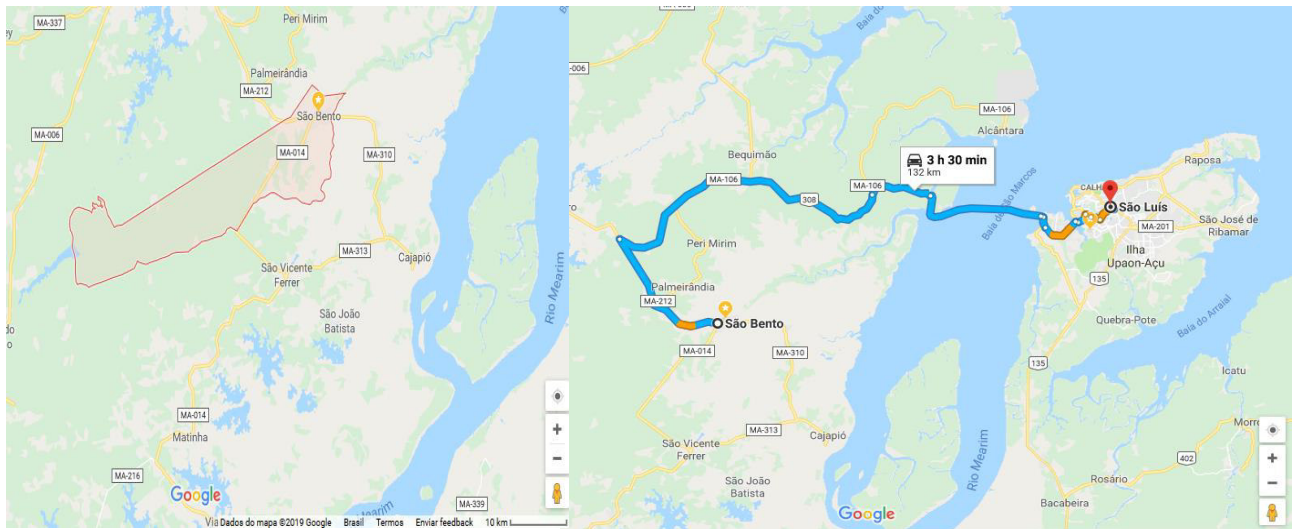 MA-337
Peri Mirim
Palmeirândia
MA-212
São Bento
MA-006
MA-014
MA-310
MA-313
Cajapió
São Vicente
Ferrer
São João
Batista
Rio Mearim
MA-014
Matinha
MA-216
Google
MA-339
Via
Dados do mapa ©2019 Google Brasil Termos Enviar feedback 10 km
-006
MA-106
Alcântara
Bequimão
3 h 30 min
132 km
MA-106
308
MA-106
Baía de São Marcos
Raposa
CALH
São Luís
MA-201
São José de
Ribamar
Ilha
Upaon-Açu
135
Peri Mirim
Palmeirândia
MA-212
São Bento
MA-014
MA-310
Quebra-Pote
Baía do Arraial
135
Icatu
MA-313
São Vicente
Ferrer
Cajapió
Rio Mearim
São João
Batista
Morro
402
Rosário
Bacabeira
Google